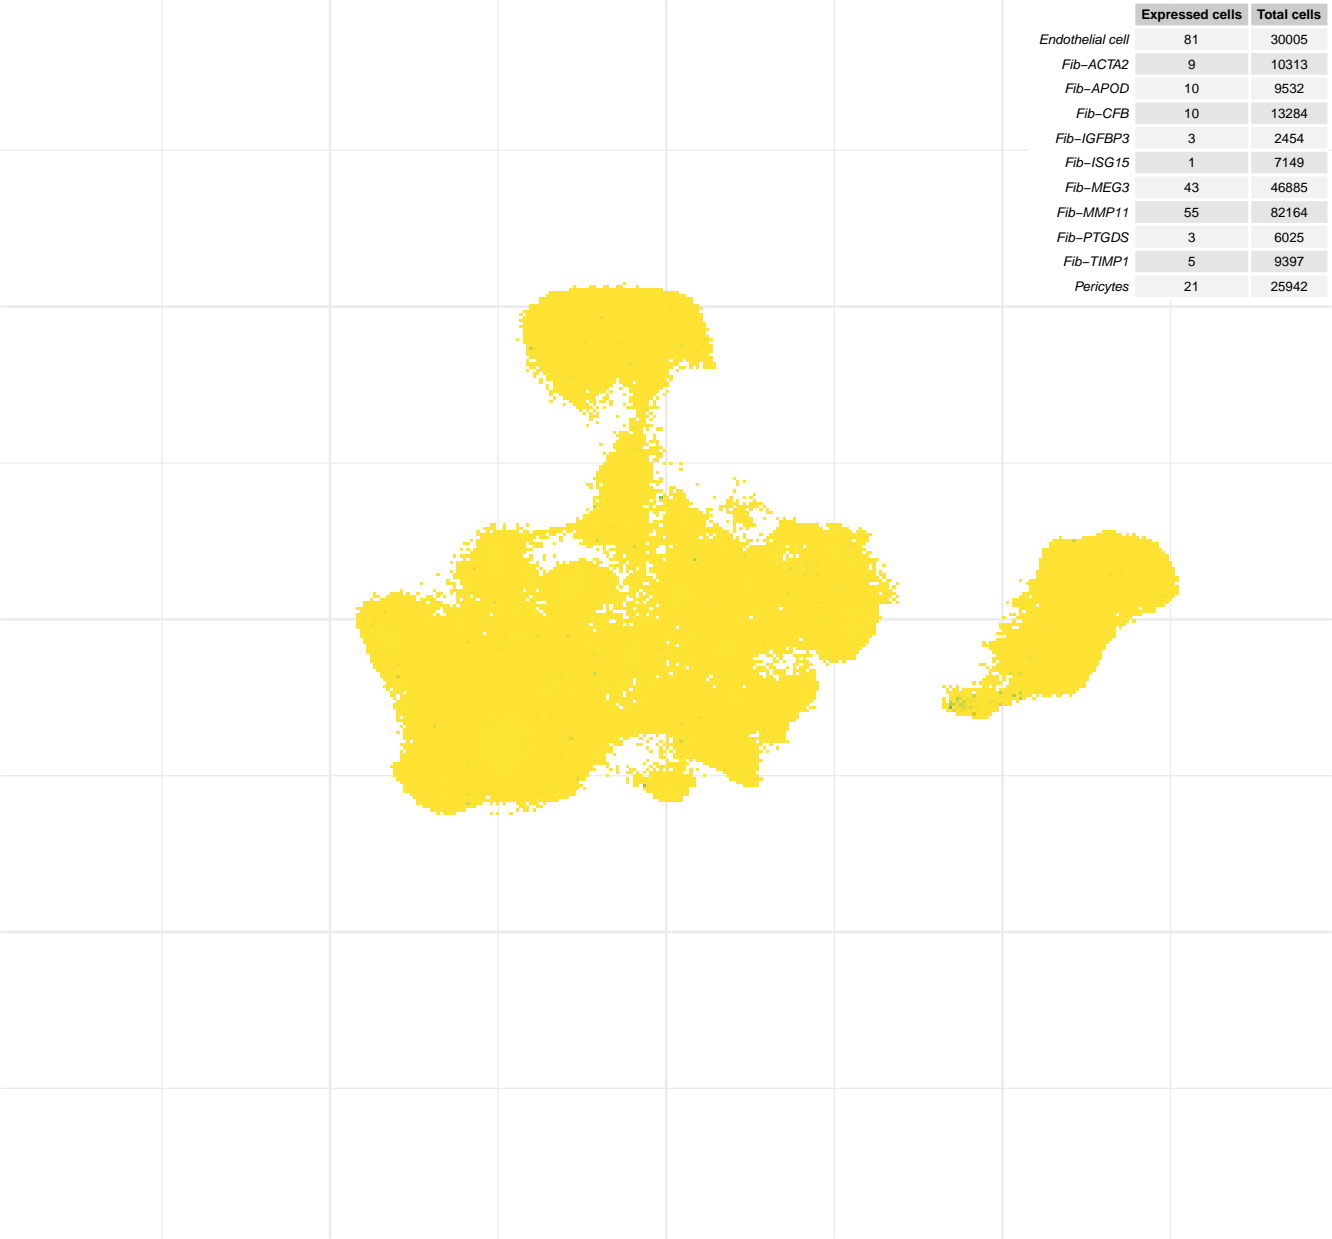 Expressed cells Total cells
Endothelial cell 81 30005
Fib−ACTA2 9 10313
Fib−APOD 10 9532
Fib−CFB 10 13284
Fib−IGFBP3 3 2454
Fib−ISG15 1 7149
Fib−MEG3 43 46885
Fib−MMP11 55 82164
Fib−PTGDS 3 6025
Fib−TIMP1 5 9397
Pericytes 21 25942